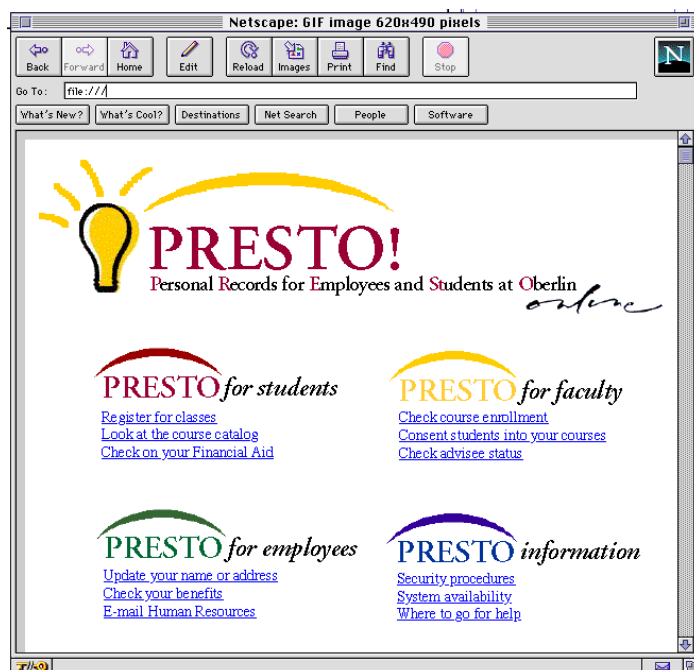 Netscape: GIF image 620x490 pixels
Back Forward Home Edit Reload Images Print Find Stop
N
Go To: file:///
What's New? What's Cool? Destinations Net Search People Software
PRESTO!
Personal Records for Employees and Students at Oberlin
online
PRESTO for students
Register for classes
Look at the course catalog
Check on your Financial Aid
PRESTO for faculty
Check course enrollment
Consent students into your courses
Check advisee status
PRESTO for employees
Update your name or address
Check your benefits
E-mail Human Resources
PRESTO information
Security procedures
System availability
Where to go for help